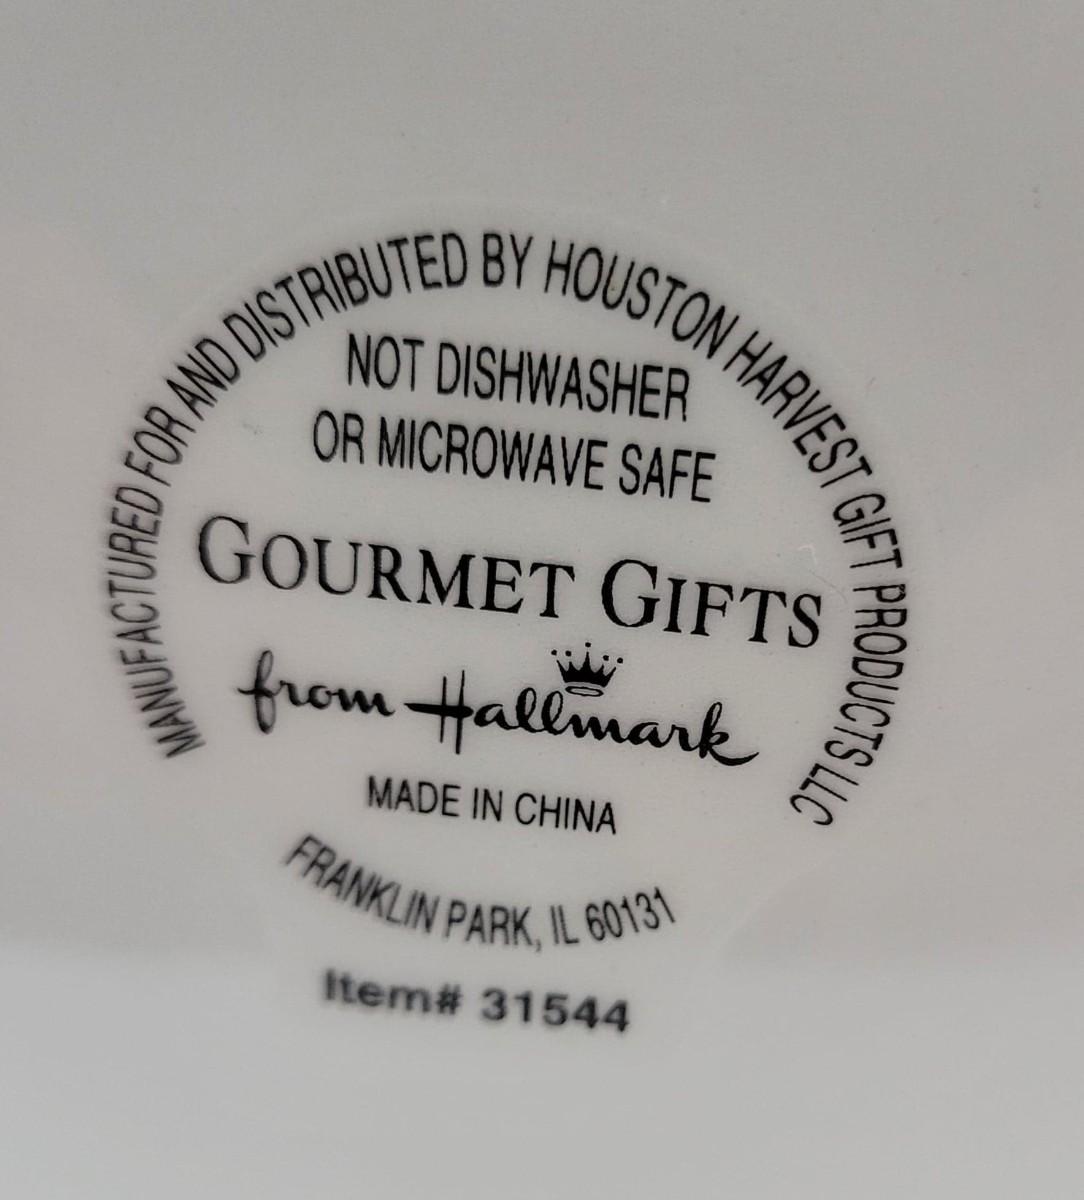 MANUFACTURED FOR AND DISTRIBUTED BY HOUSTON HARVEST GIFT PRODUCTS LLC
NOT DISHWASHER
OR MICROWAVE SAFE
GOURMET GIFTS
from Hallmark
MADE IN CHINA
FRANKLIN PARK, IL 60131
Item# 31544